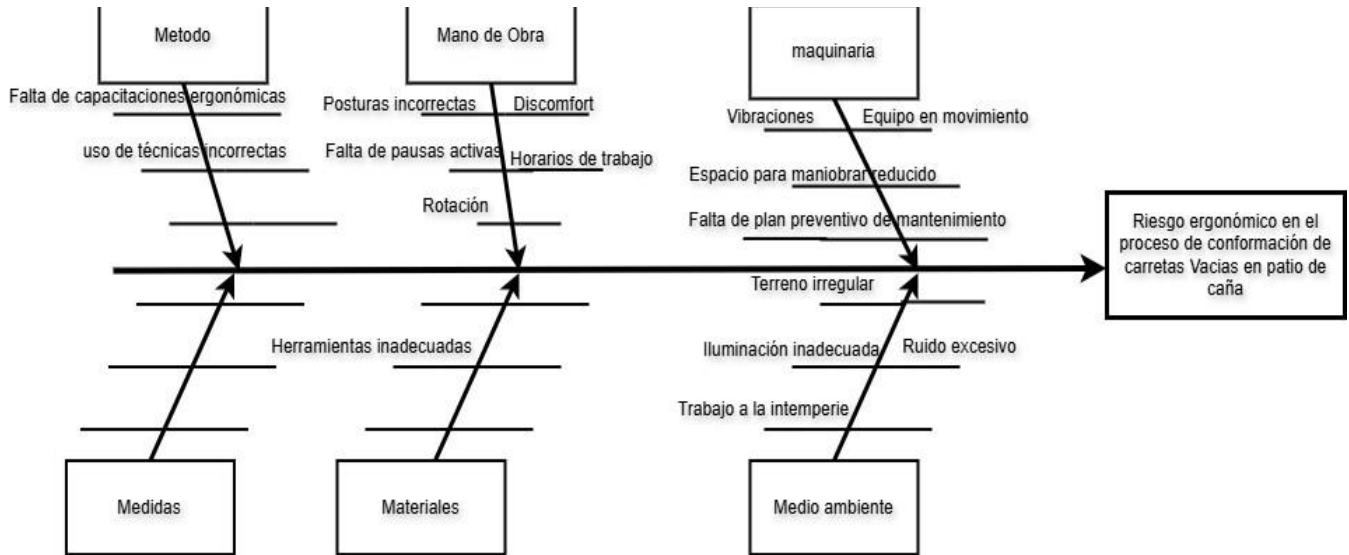 Metodo
Mano de Obra
maquinaria
Falta de capacitaciones ergonómicas
Posturas incorrectas
Discomfort
Vibraciones
Equipo en movimiento
uso de técnicas incorrectas
Falta de pausas activas
Horarios de trabajo
Espacio para maniobrar reducido
Rotación
Falta de plan preventivo de mantenimiento
Riesgo ergonómico en el
proceso de conformación de
carretas Vacias en patio de
caña
Terreno irregular
Herramientas inadecuadas
Iluminación inadecuada
Ruido excesivo
Trabajo a la intemperie
Medidas
Materiales
Medio ambiente